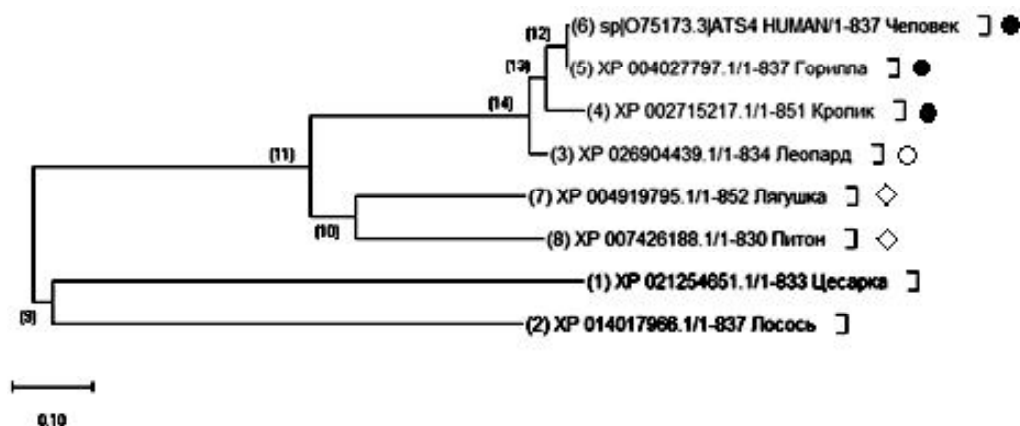 (12)
(6) sp|O75173.3|ATS4 HUMAN/1-837 Человек
(13)
(5) XP 004027797.1/1-837 Горилла
(14)
(4) XP 002715217.1/1-851 Кролик
(11)
(3) XP 026904439.1/1-834 Леопард
(7) XP 004919795.1/1-852 Лягушка
(10)
(8) XP 007426188.1/1-830 Питон
(1) XP 021254651.1/1-833 Цесарка
(9)
(2) XP 014017966.1/1-837 Лосось
0.10